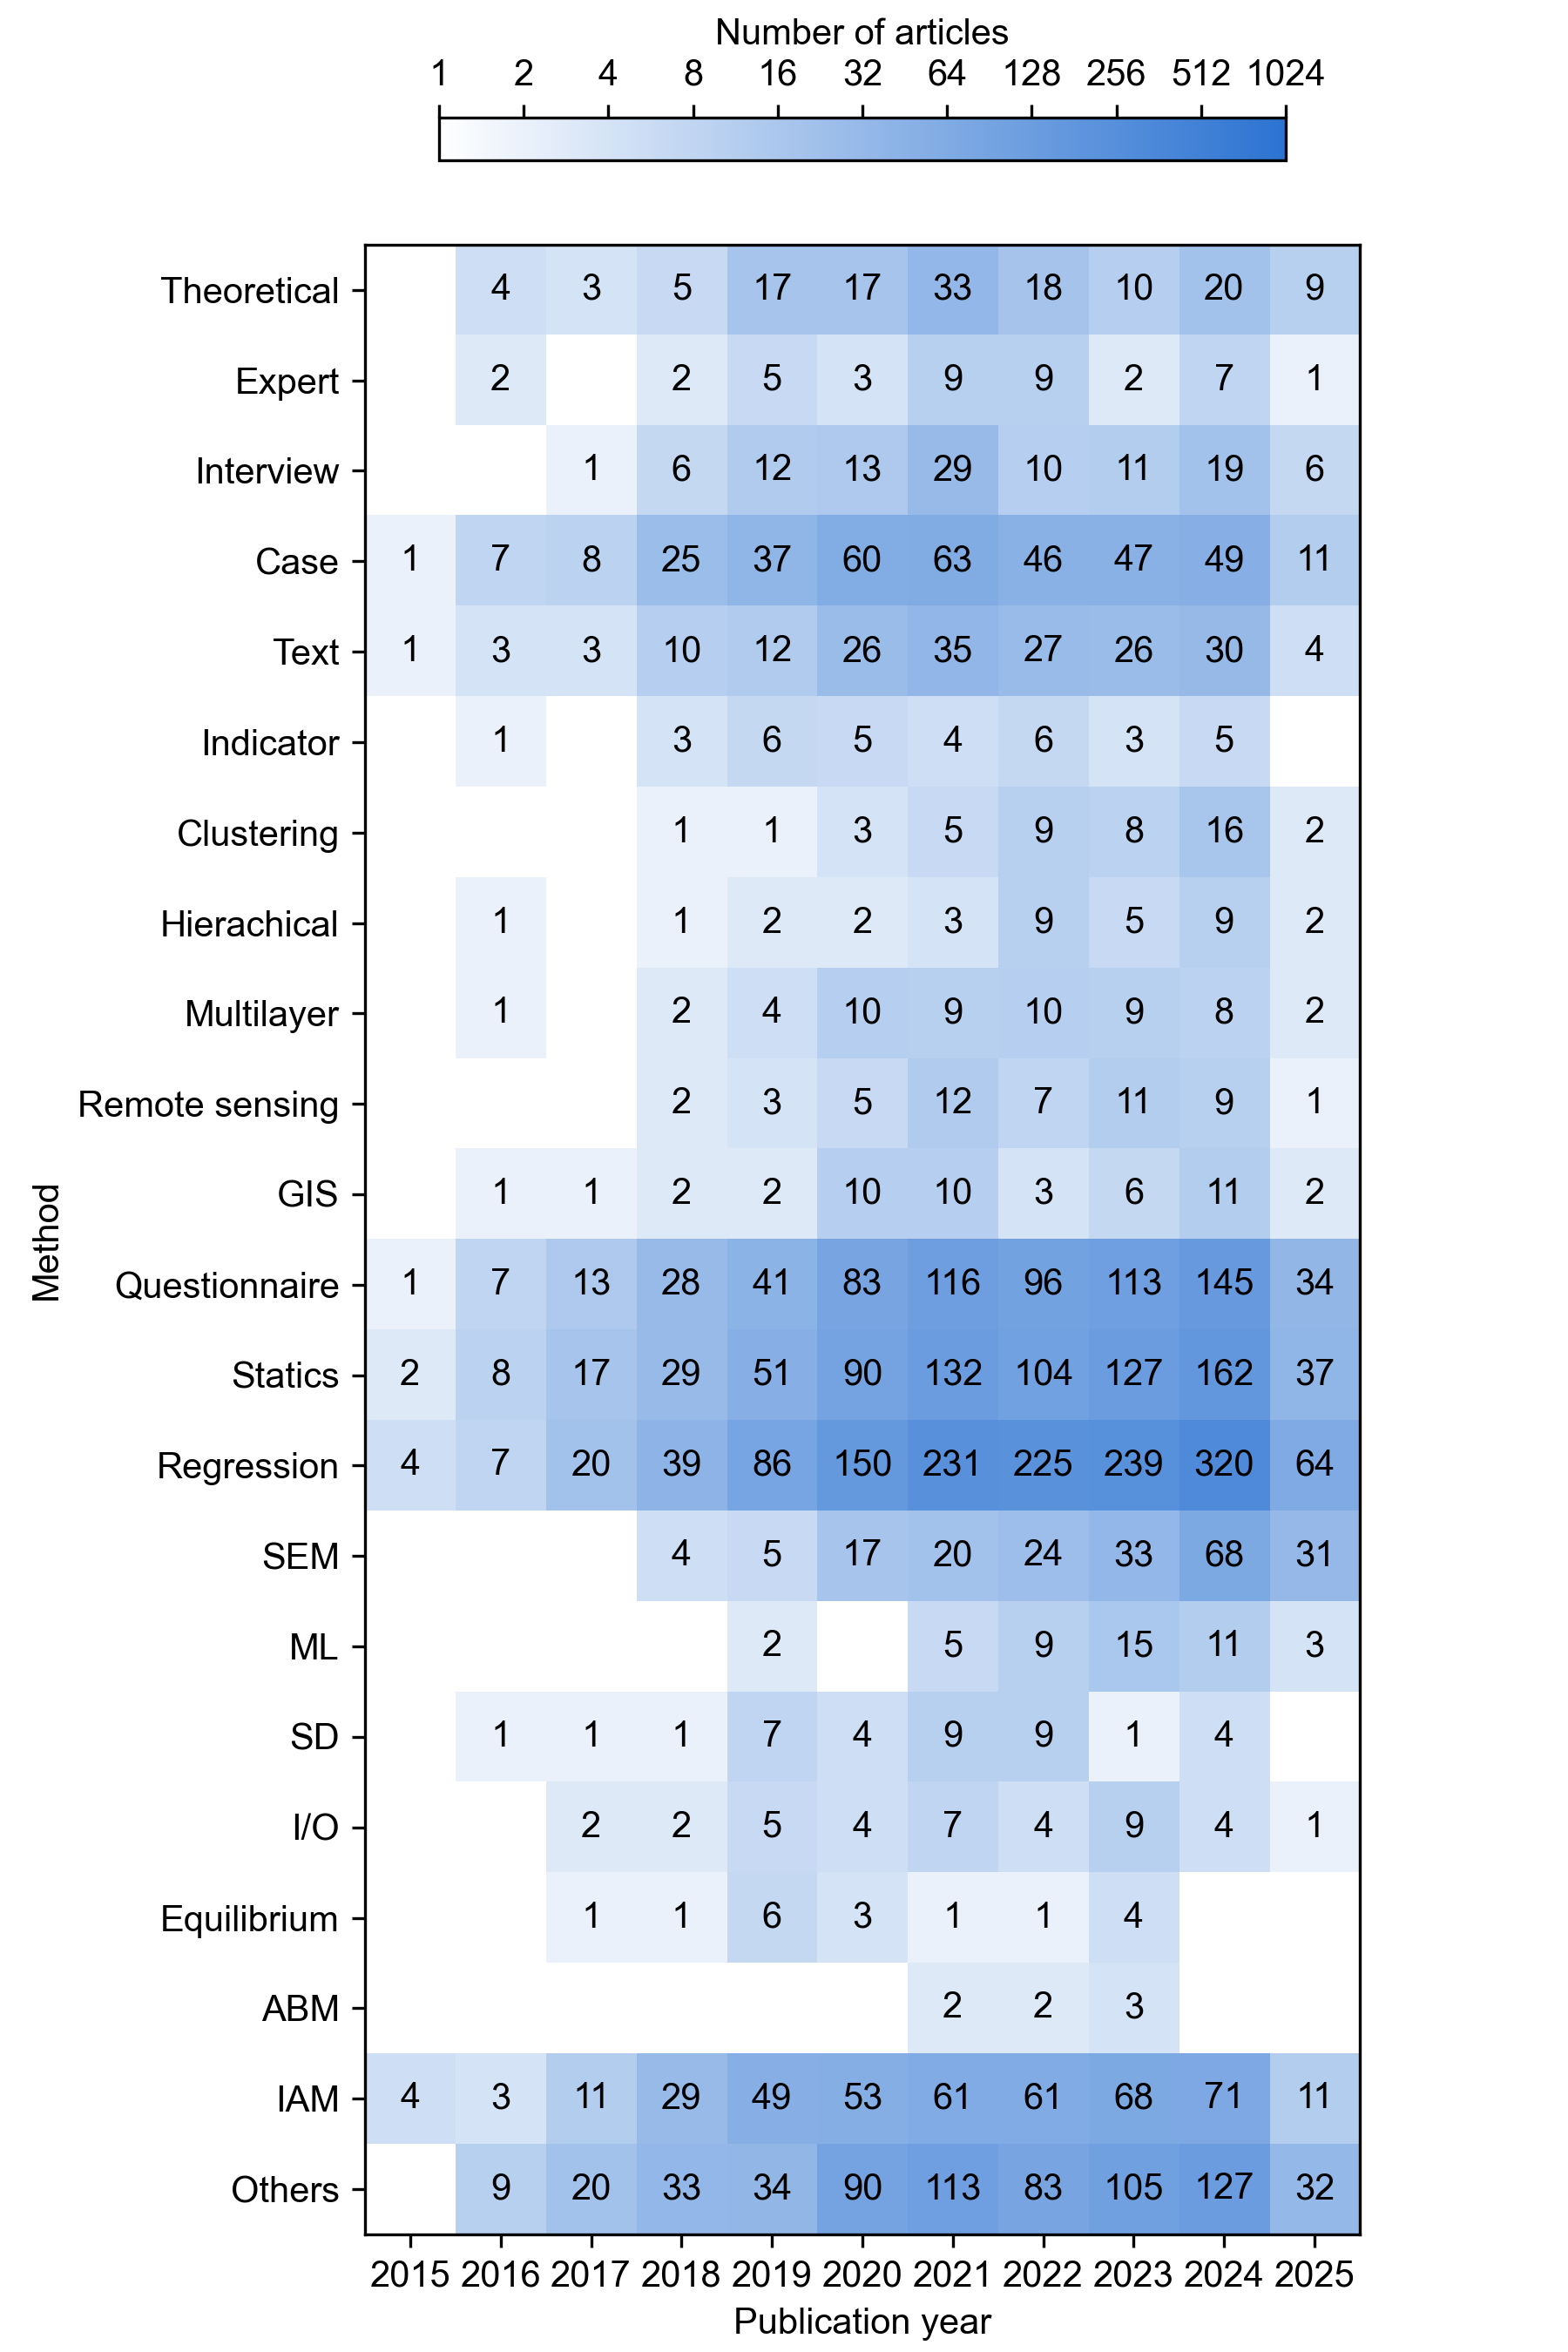 Number of articles
1 2 4 8 16 32 64 128 256 512 1024
Theoretical 4 3 5 17 17 33 18 10 20 9
Expert 2 2 5 3 9 9 2 7 1
Interview 1 6 12 13 29 10 11 19 6
Case 1 7 8 25 37 60 63 46 47 49 11
Text 1 3 3 10 12 26 35 27 26 30 4
Indicator 1 3 6 5 4 6 3 5
Clustering 1 1 3 5 9 8 16 2
Hierachical 1 1 2 2 3 9 5 9 2
Multilayer 1 2 4 10 9 10 9 8 2
Remote sensing 2 3 5 12 7 11 9 1
GIS 1 1 2 2 10 10 3 6 11 2
Method
Questionnaire 1 7 13 28 41 83 116 96 113 145 34
Statics 2 8 17 29 51 90 132 104 127 162 37
Regression 4 7 20 39 86 150 231 225 239 320 64
SEM 4 5 17 20 24 33 68 31
ML 2 5 9 15 11 3
SD 1 1 1 7 4 9 9 1 4
I/O 2 2 5 4 7 4 9 4 1
Equilibrium 1 1 6 3 1 1 4
ABM 2 2 3
IAM 4 3 11 29 49 53 61 61 68 71 11
Others 9 20 33 34 90 113 83 105 127 32
2015 2016 2017 2018 2019 2020 2021 2022 2023 2024 2025
Publication year